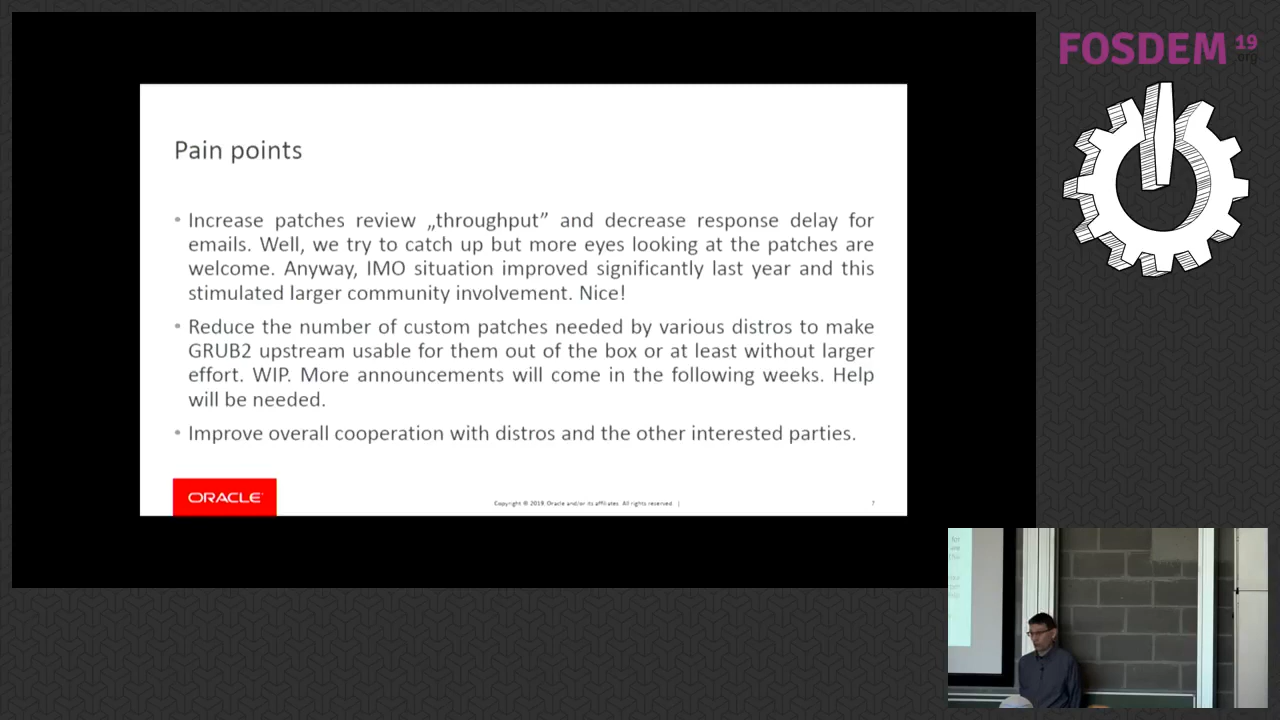 FOSDEM 19
.org
Pain points
• Increase patches review „throughput” and decrease response delay for
emails. Well, we try to catch up but more eyes looking at the patches are
welcome. Anyway, IMO situation improved significantly last year and this
stimulated larger community involvement. Nice!
• Reduce the number of custom patches needed by various distros to make
GRUB2 upstream usable for them out of the box or at least without larger
effort. WIP. More announcements will come in the following weeks. Help
will be needed.
• Improve overall cooperation with distros and the other interested parties.
ORACLE
Copyright © 2019, Oracle and/or its affiliates. All rights reserved. |
7
for
are